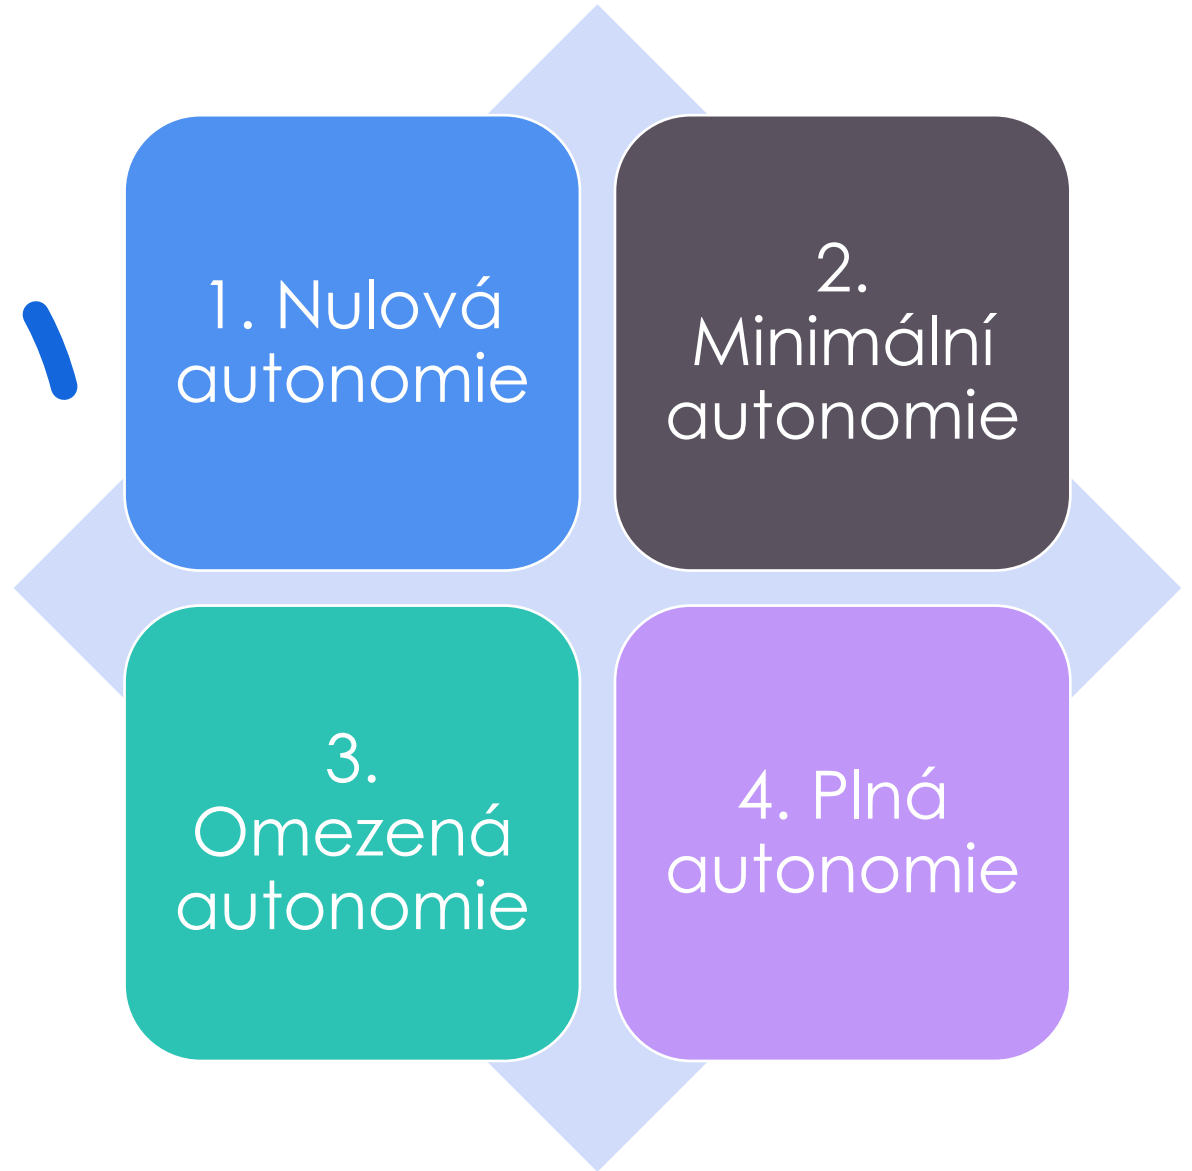 1. Nulová
autonomie
2.
Minimální
autonomie
3.
Omezená
autonomie
4. Plná
autonomie